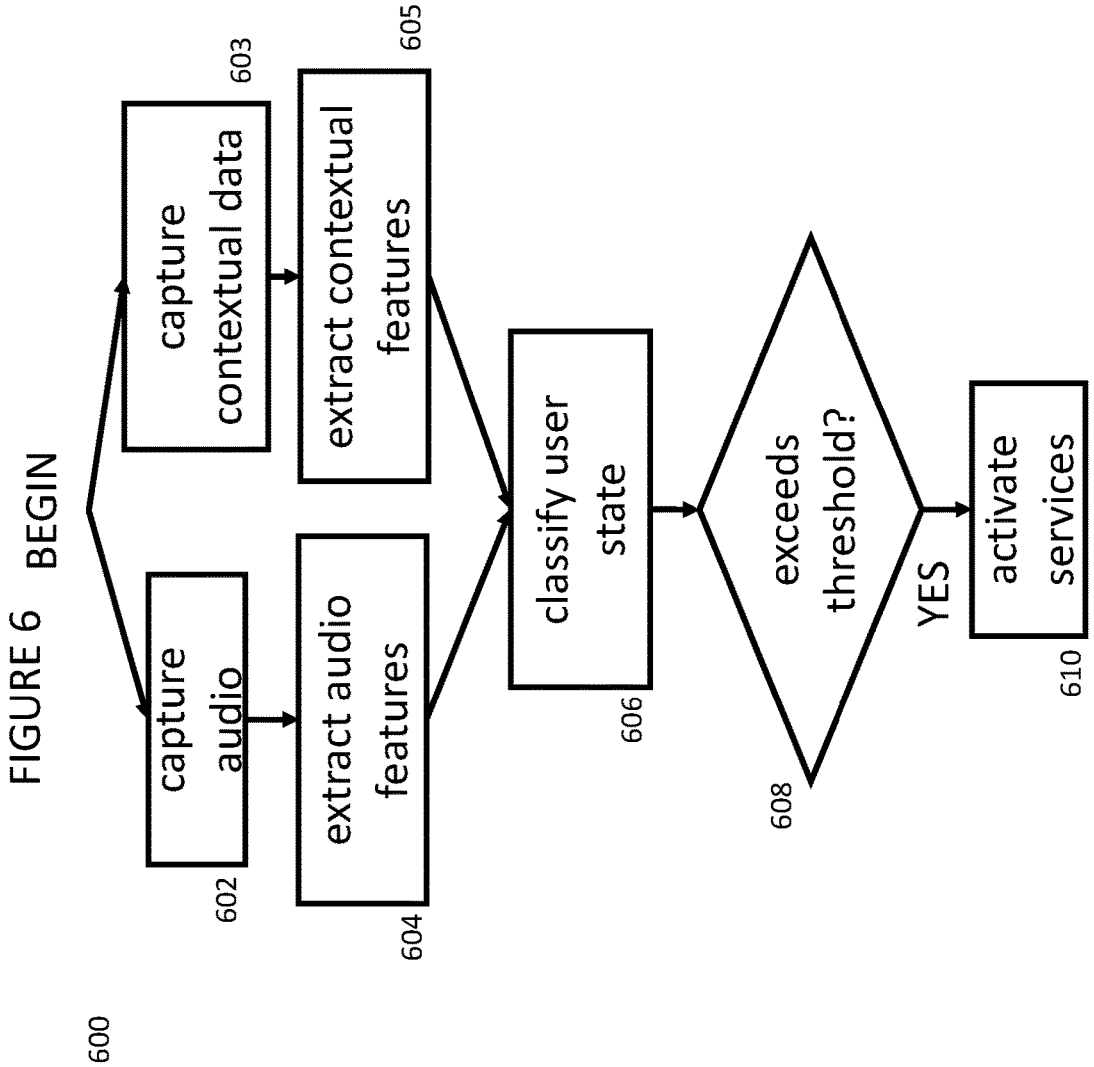 FIGURE 6
BEGIN
600
capture
audio
602
capture
contextual data
603
extract audio
features
604
extract contextual
features
605
classify user
state
606
exceeds
threshold?
608
YES
activate
services
610